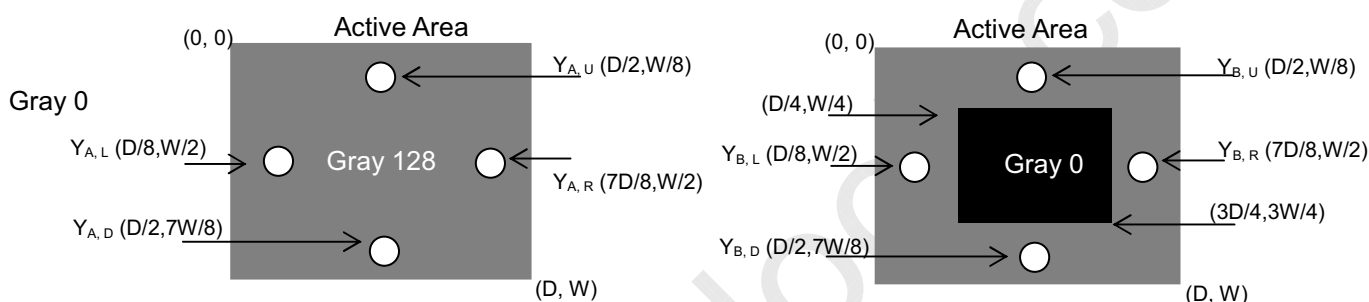 Active Area
(0, 0)
Y_A, U (D/2,W/8)
Gray 0
Y_A, L (D/8,W/2)
Gray 128
Y_A, R (7D/8,W/2)
Y_A, D (D/2,7W/8)
(D, W)
Active Area
(0, 0)
Y_B, U (D/2,W/8)
(D/4,W/4)
Y_B, L (D/8,W/2)
Gray 0
Y_B, R (7D/8,W/2)
(3D/4,3W/4)
Y_B, D (D/2,7W/8)
(D, W)